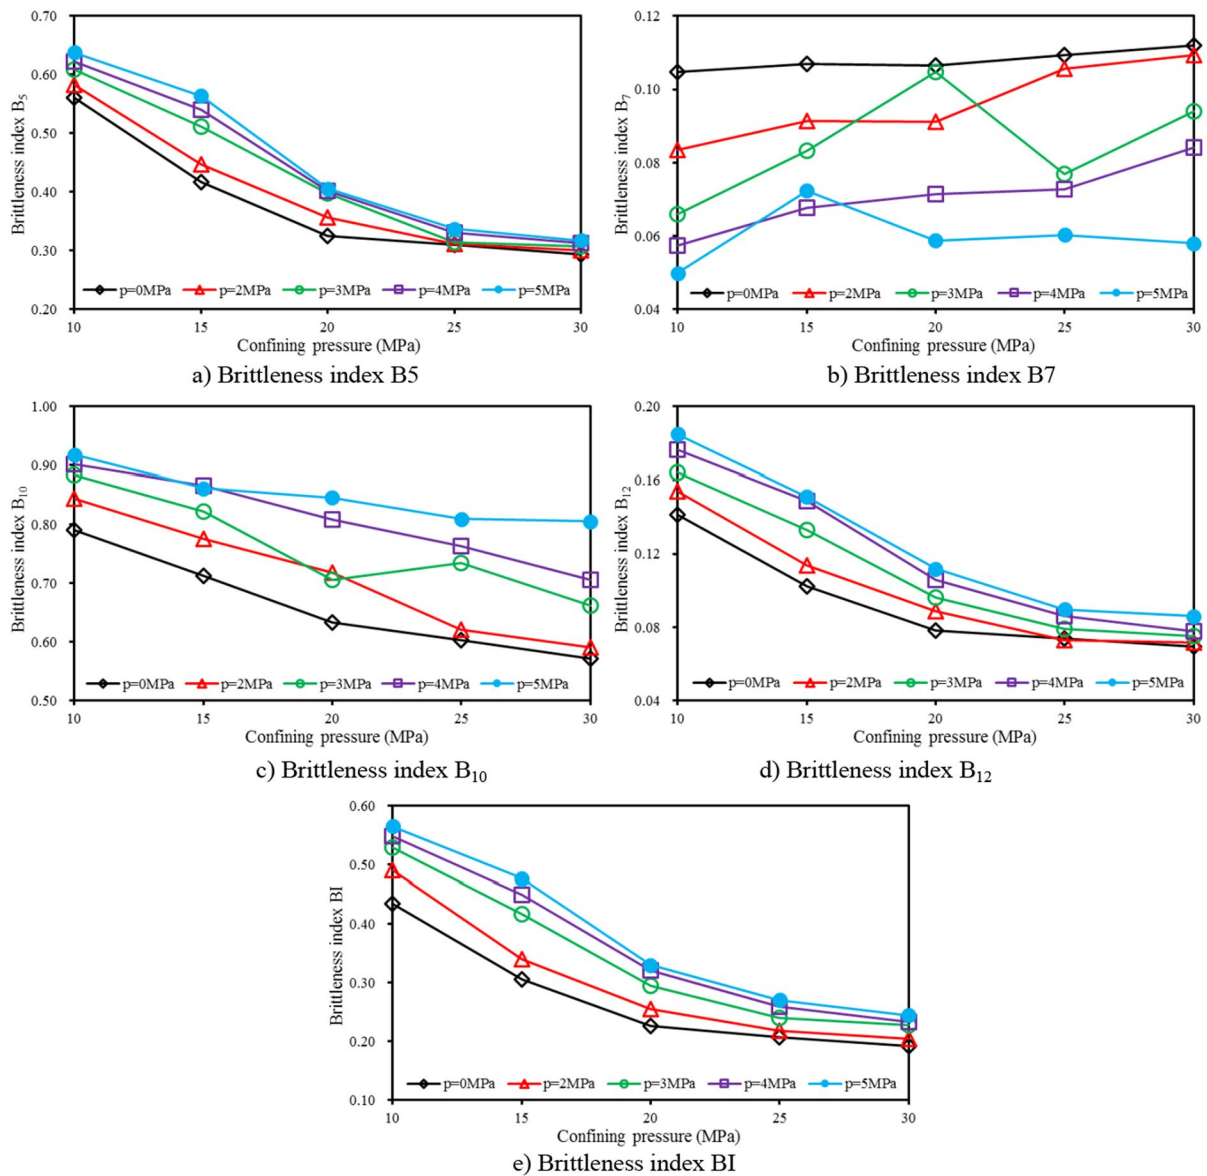 0.70
0.60
0.50
0.40
0.30
0.20
Brittleness index B5
p=0MPa p=2MPa p=3MPa p=4MPa p=5MPa
10 15 20 25 30
Confining pressure (MPa)
a) Brittleness index B5
0.12
0.10
0.08
0.06
0.04
Brittleness index B7
p=0MPa p=2MPa p=3MPa p=4MPa p=5MPa
10 15 20 25 30
Confining pressure (MPa)
b) Brittleness index B7
1.00
0.90
0.80
0.70
0.60
0.50
Brittleness index B10
p=0MPa p=2MPa p=3MPa p=4MPa p=5MPa
10 15 20 25 30
Confining pressure (MPa)
c) Brittleness index B10
0.20
0.16
0.12
0.08
0.04
Brittleness index B12
p=0MPa p=2MPa p=3MPa p=4MPa p=5MPa
10 15 20 25 30
Confining pressure (MPa)
d) Brittleness index B12
0.60
0.50
0.40
0.30
0.20
0.10
Brittleness index BI
p=0MPa p=2MPa p=3MPa p=4MPa p=5MPa
10 15 20 25 30
Confining pressure (MPa)
e) Brittleness index BI